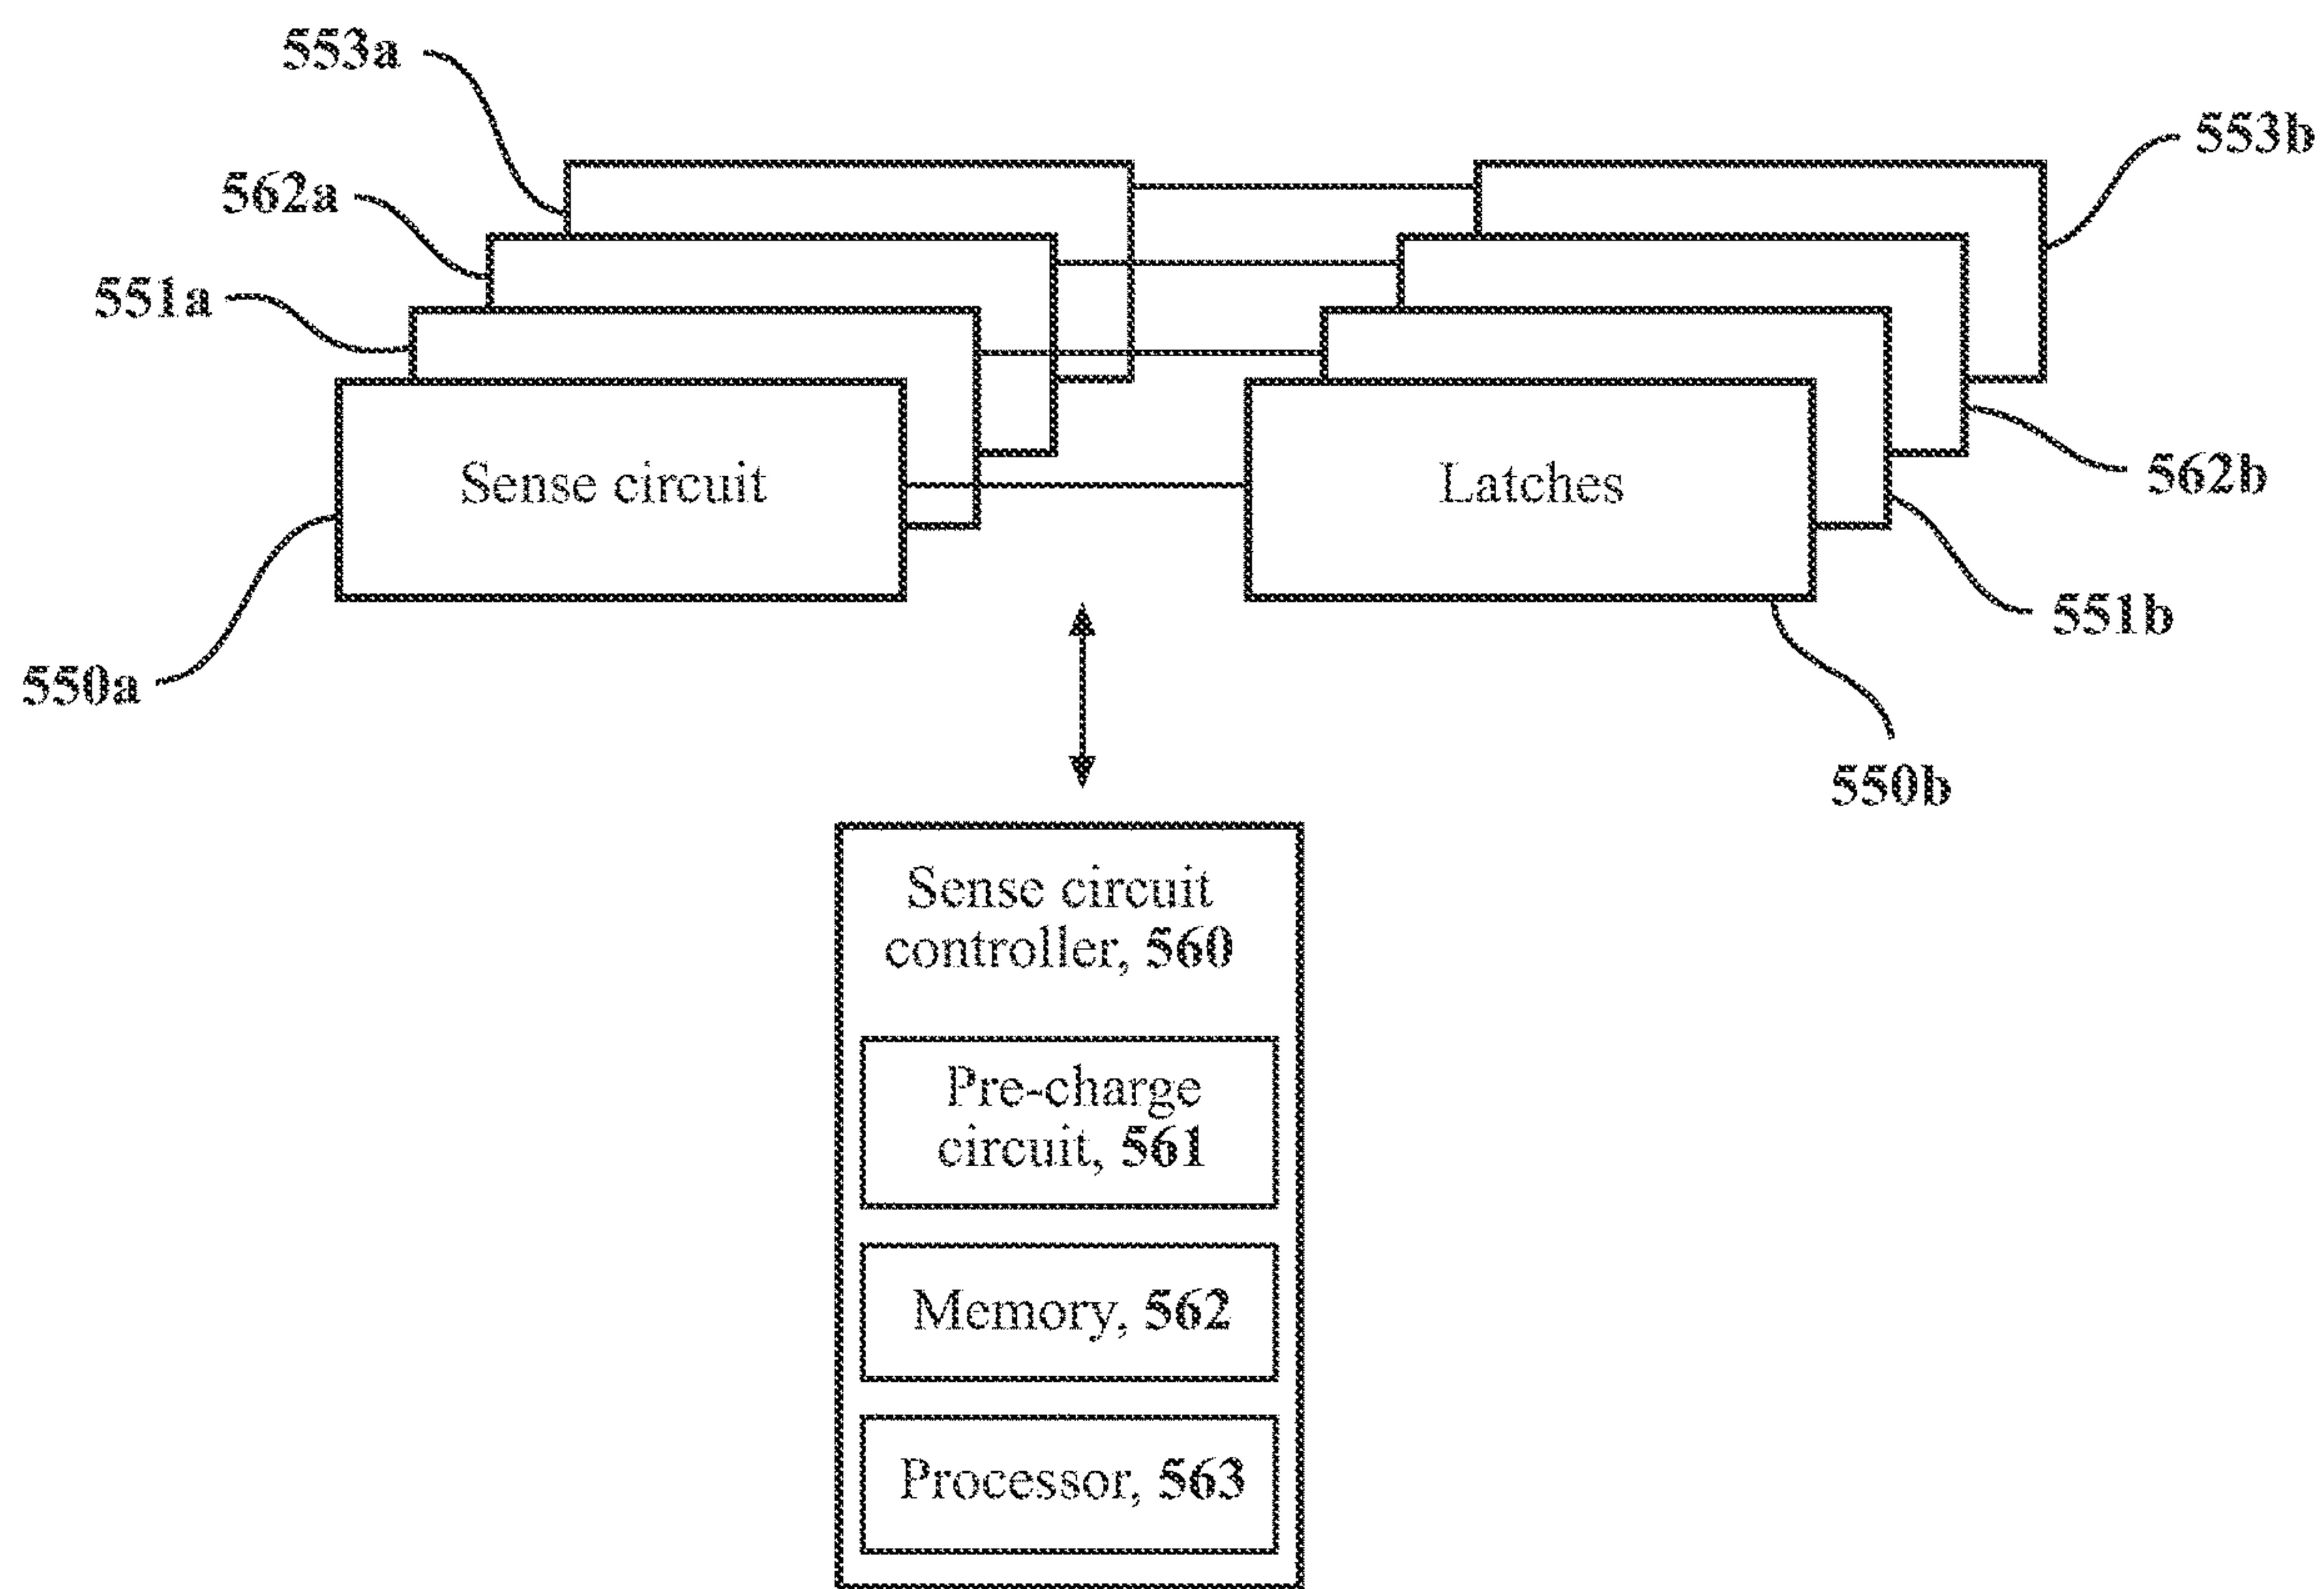 553a
553b
562a
551a
Sense circuit
Latches
562b
551b
550a
550b
Sense circuit
controller, 560
Pre-charge
circuit, 561
Memory, 562
Processor, 563